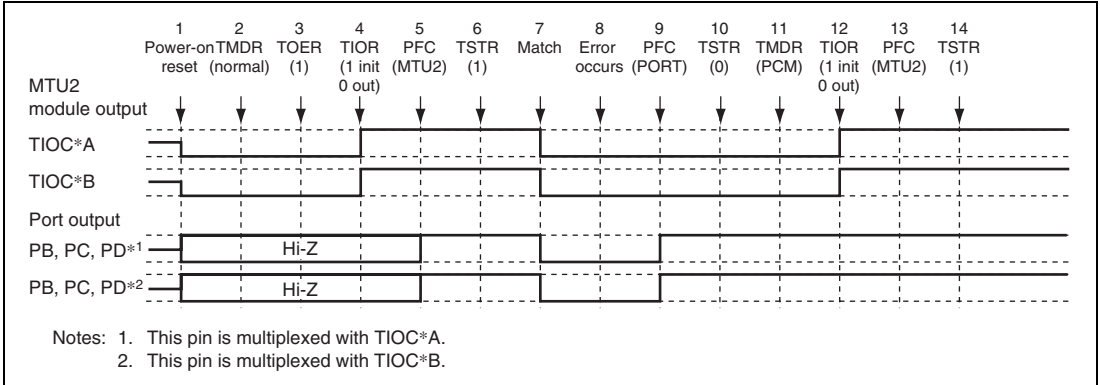 1 2 3 4 5 6 7 8 9 10 11 12 13 14
Power-on TMDR TOER TIOR PFC TSTR Match Error PFC TSTR TMDR TIOR PFC TSTR
reset (normal) (1) (1 init (MTU2) (1) occurs (PORT) (0) (PCM) (1 init (MTU2) (1)
MTU2 0 out) 0 out)
module output
TIOC*A
TIOC*B
Port output
PB, PC, PD*1 Hi-Z
PB, PC, PD*2 Hi-Z
Notes: 1. This pin is multiplexed with TIOC*A.
2. This pin is multiplexed with TIOC*B.